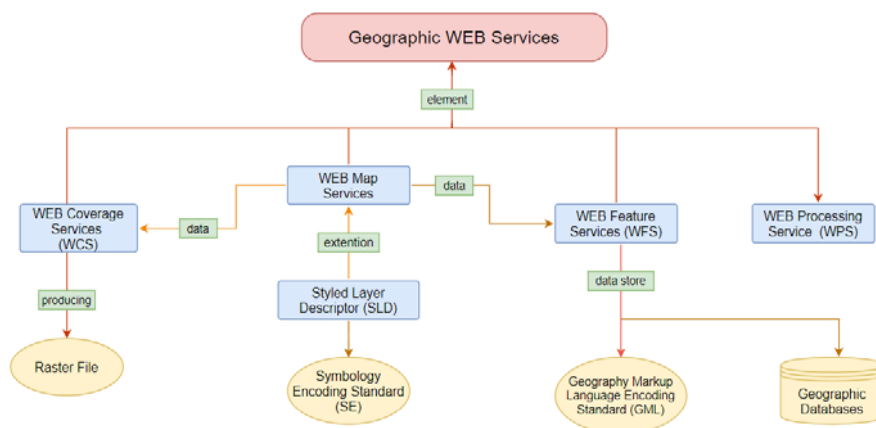 Geographic WEB Services
element
WEB Map
Services
data
data
WEB Coverage
Services
(WCS)
WEB Feature
Services (WFS)
WEB Processing
Service (WPS)
extention
producing
Styled Layer
Descriptor (SLD)
data store
Raster File
Symbology
Encoding Standard
(SE)
Geography Markup
Language Encoding
Standard (GML)
Geographic
Databases